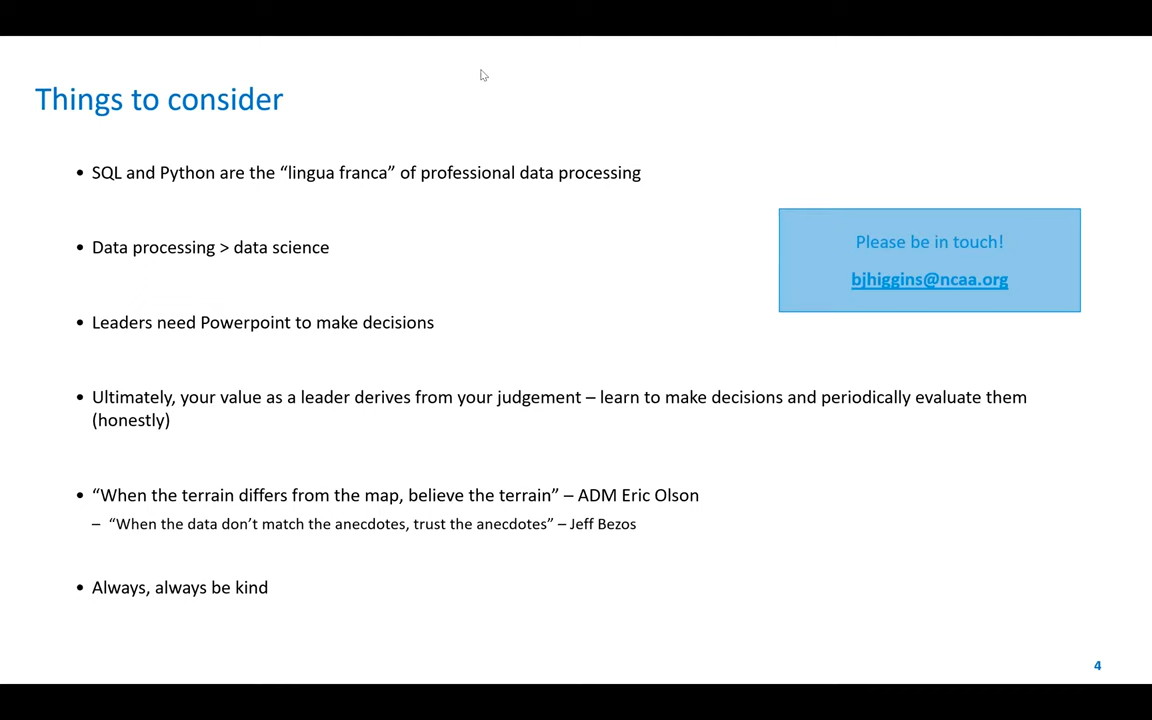 Things to consider
• SQL and Python are the “lingua franca” of professional data processing
• Data processing > data science
Please be in touch!
bjhiggins@ncaa.org
• Leaders need Powerpoint to make decisions
• Ultimately, your value as a leader derives from your judgement – learn to make decisions and periodically evaluate them
(honestly)
• “When the terrain differs from the map, believe the terrain” – ADM Eric Olson
– “When the data don’t match the anecdotes, trust the anecdotes” – Jeff Bezos
• Always, always be kind
4